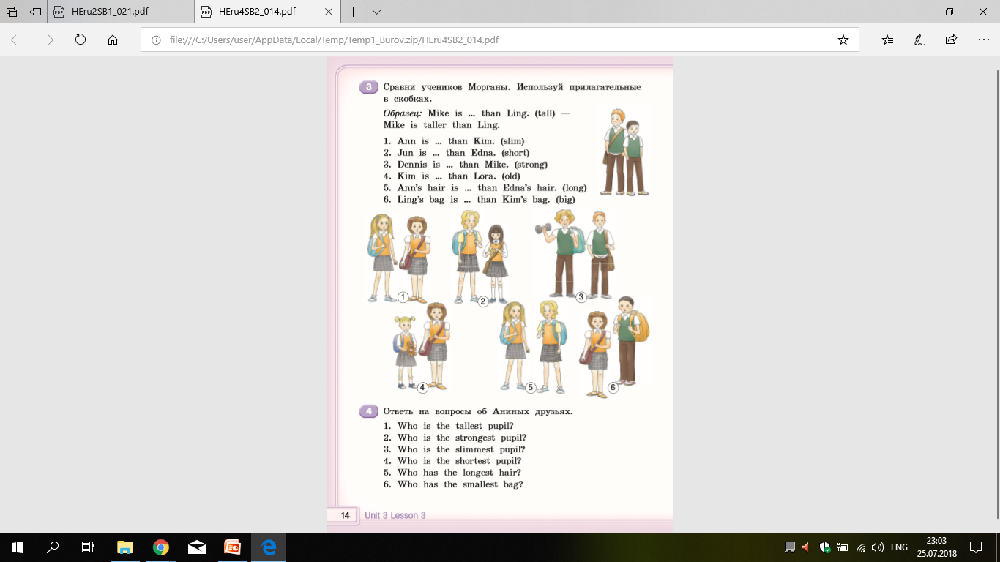 HEru2SB1_021.pdf
HEru4SB2_014.pdf
file:///C:/Users/user/AppData/Local/Temp/Temp1_Burov.zip/HEru4SB2_014.pdf
3 Сравни учеников Морганы. Используй прилагательные
в скобках.
Образец: Mike is ... than Ling. (tall) —
Mike is taller than Ling.
1. Ann is ... than Kim. (slim)
2. Jun is ... than Edna. (short)
3. Dennis is ... than Mike. (strong)
4. Kim is ... than Lora. (old)
5. Ann's hair is ... than Edna's hair. (long)
6. Ling's bag is ... than Kim's bag. (big)
1
2
3
4
5
6
4 Ответь на вопросы об Аниных друзьях.
1. Who is the tallest pupil?
2. Who is the strongest pupil?
3. Who is the slimmest pupil?
4. Who is the shortest pupil?
5. Who has the longest hair?
6. Who has the smallest bag?
14 Unit 3 Lesson 3
ENG
23:03
25.07.2018